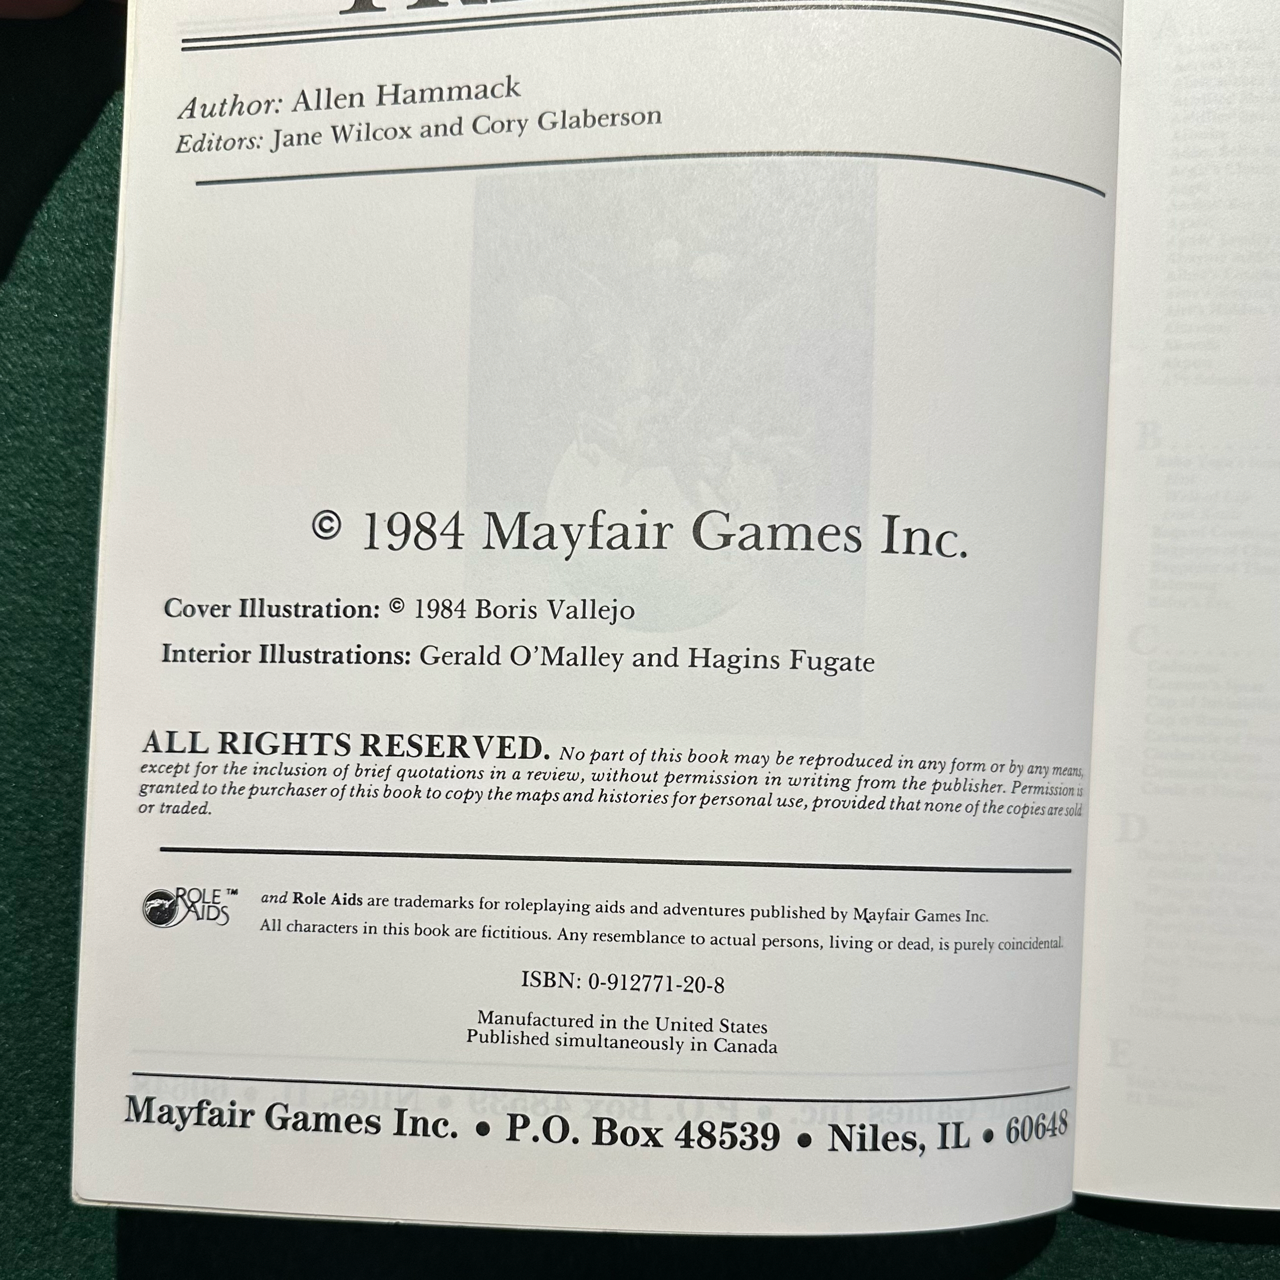 Author: Allen Hammack
Editors: Jane Wilcox and Cory Glaberson
© 1984 Mayfair Games Inc.
Cover Illustration: © 1984 Boris Vallejo
Interior Illustrations: Gerald O'Malley and Hagins Fugate
ALL RIGHTS RESERVED. No part of this book may be reproduced in any form or by any means,
except for the inclusion of brief quotations in a review, without permission in writing from the publisher. Permission is
granted to the purchaser of this book to copy the maps and histories for personal use, provided that none of the copies are sold
or traded.
ROLE AIDS™ and Role Aids are trademarks for roleplaying aids and adventures published by Mayfair Games Inc.
All characters in this book are fictitious. Any resemblance to actual persons, living or dead, is purely coincidental.
ISBN: 0-912771-20-8
Manufactured in the United States
Published simultaneously in Canada
Mayfair Games Inc. • P.O. Box 48539 • Niles, IL • 60648
B
C
D
E